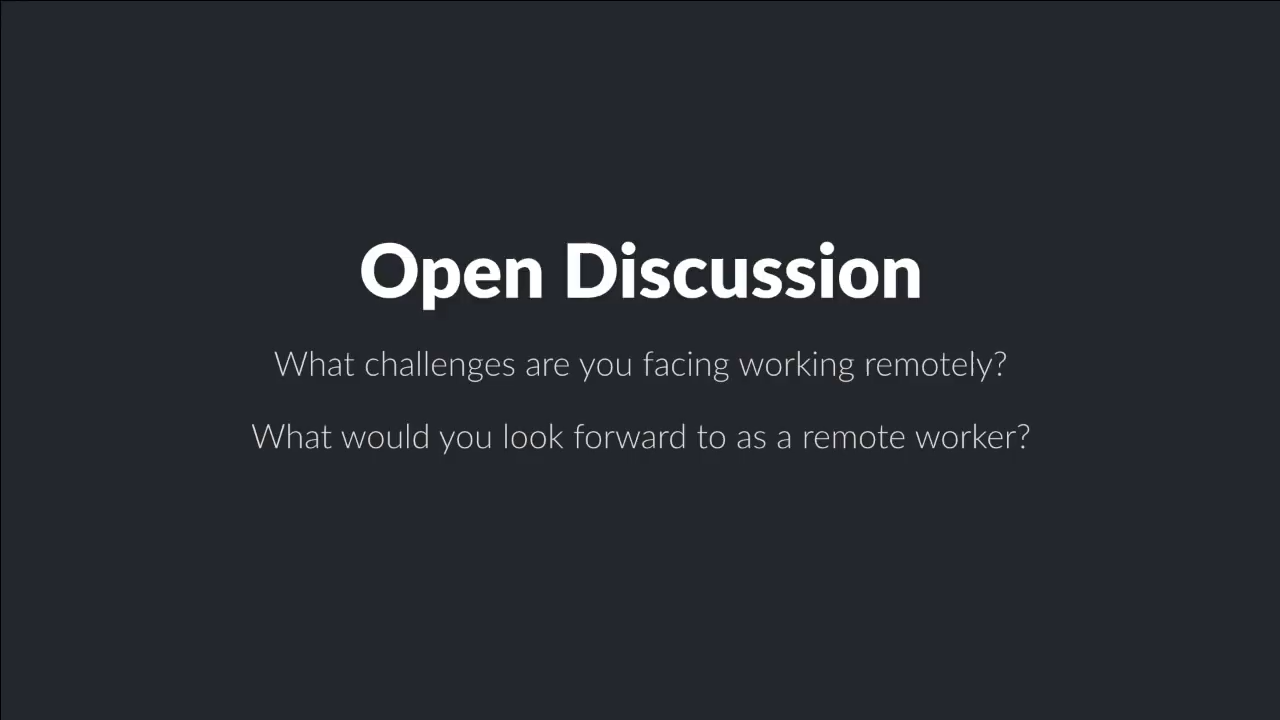 Open Discussion
What challenges are you facing working remotely?
What would you look forward to as a remote worker?